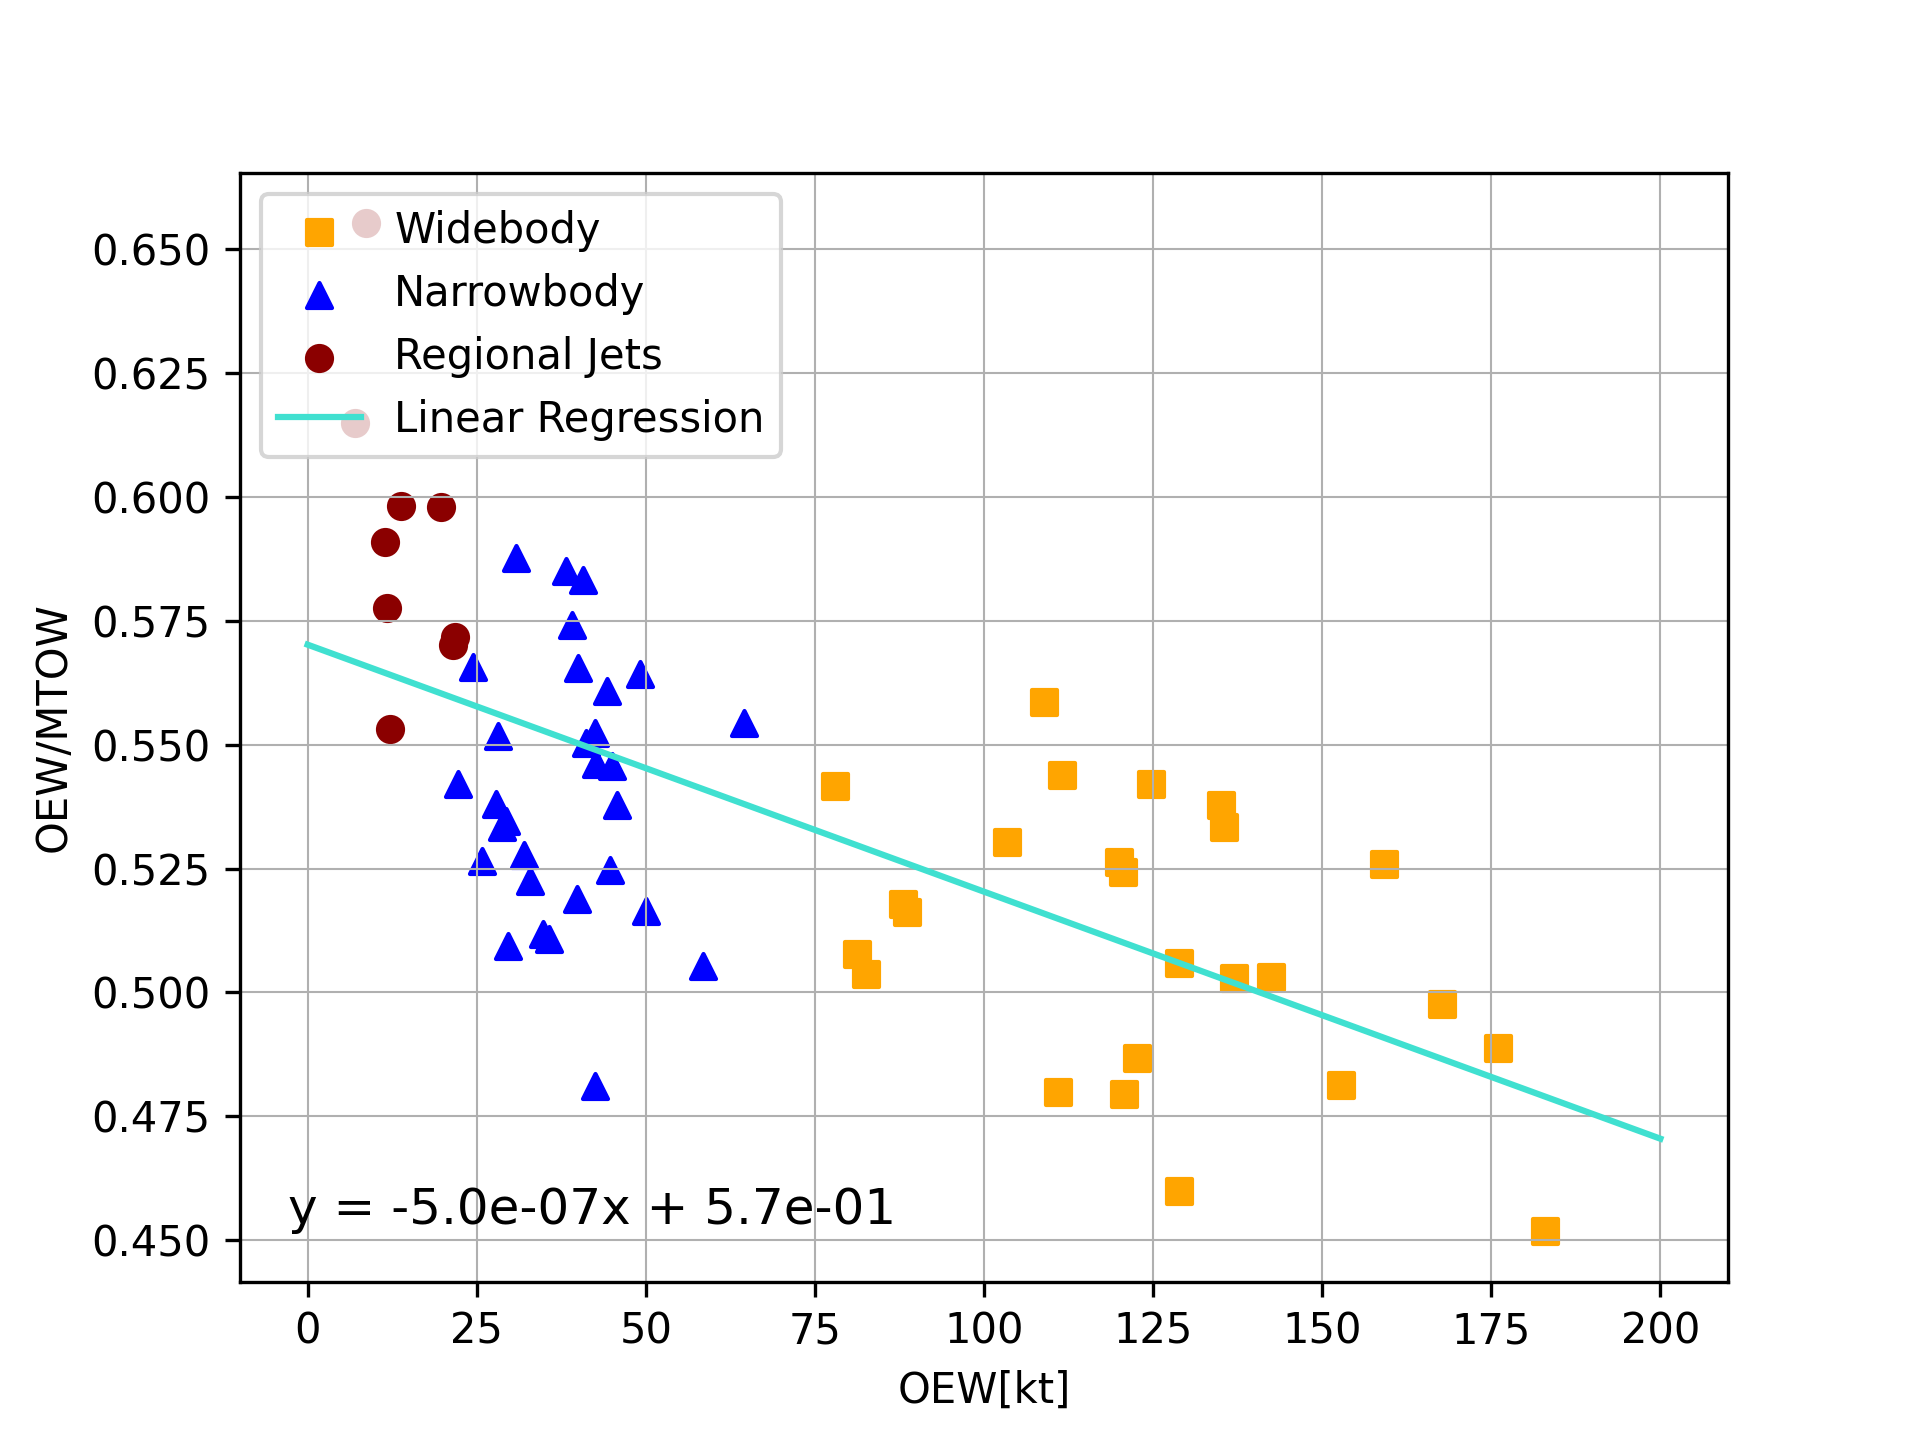 Widebody
Narrowbody
Regional Jets
Linear Regression
0.650
0.625
0.600
0.575
0.550
0.525
0.500
0.475
0.450
OEW/MTOW
y = -5.0e-07x + 5.7e-01
0 25 50 75 100 125 150 175 200
OEW[kt]